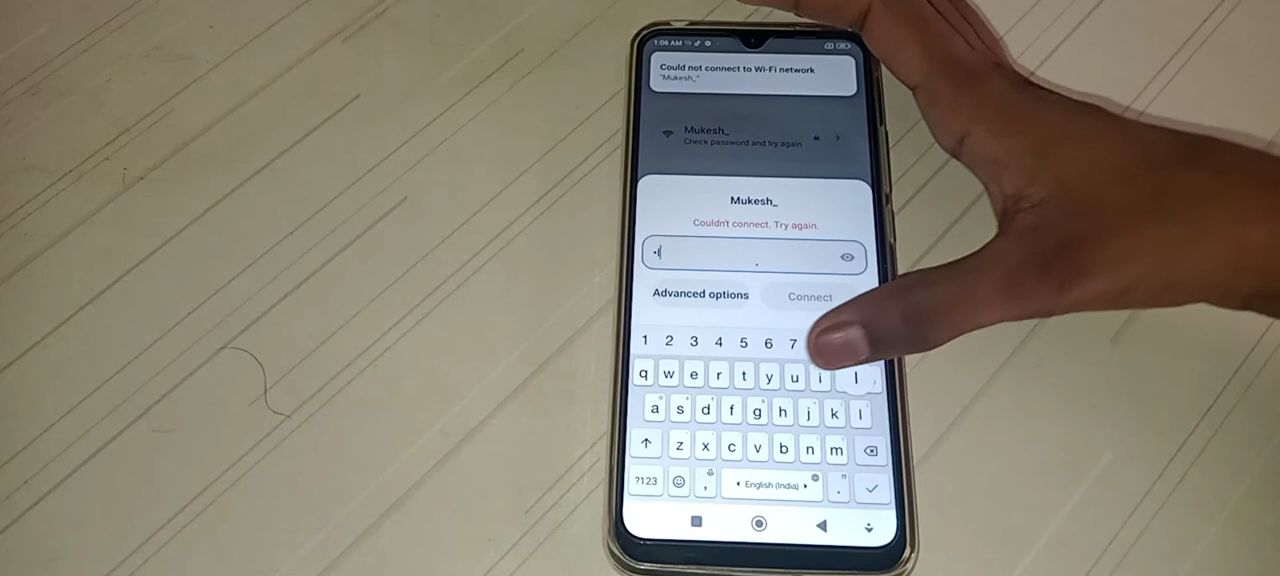 1:06 AM
Could not connect to Wi-Fi network
"Mukesh_"
Mukesh_
Check password and try again
Mukesh_
Couldn't connect. Try again.
Advanced options
Connect
1 2 3 4 5 6 7
q w e r t y u i l
a s d f g h j k l
z x c v b n m
?123 , English (India) .